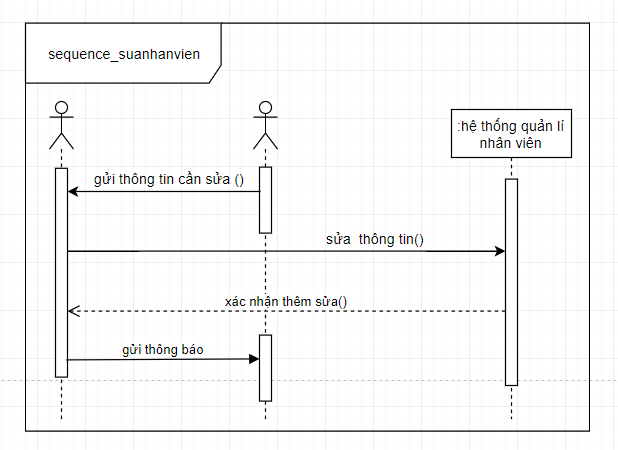 sequence_suanhanvien
:hệ thống quản lí
nhân viên
gửi thông tin cần sửa ()
sửa thông tin()
xác nhận thêm sửa()
gửi thông báo